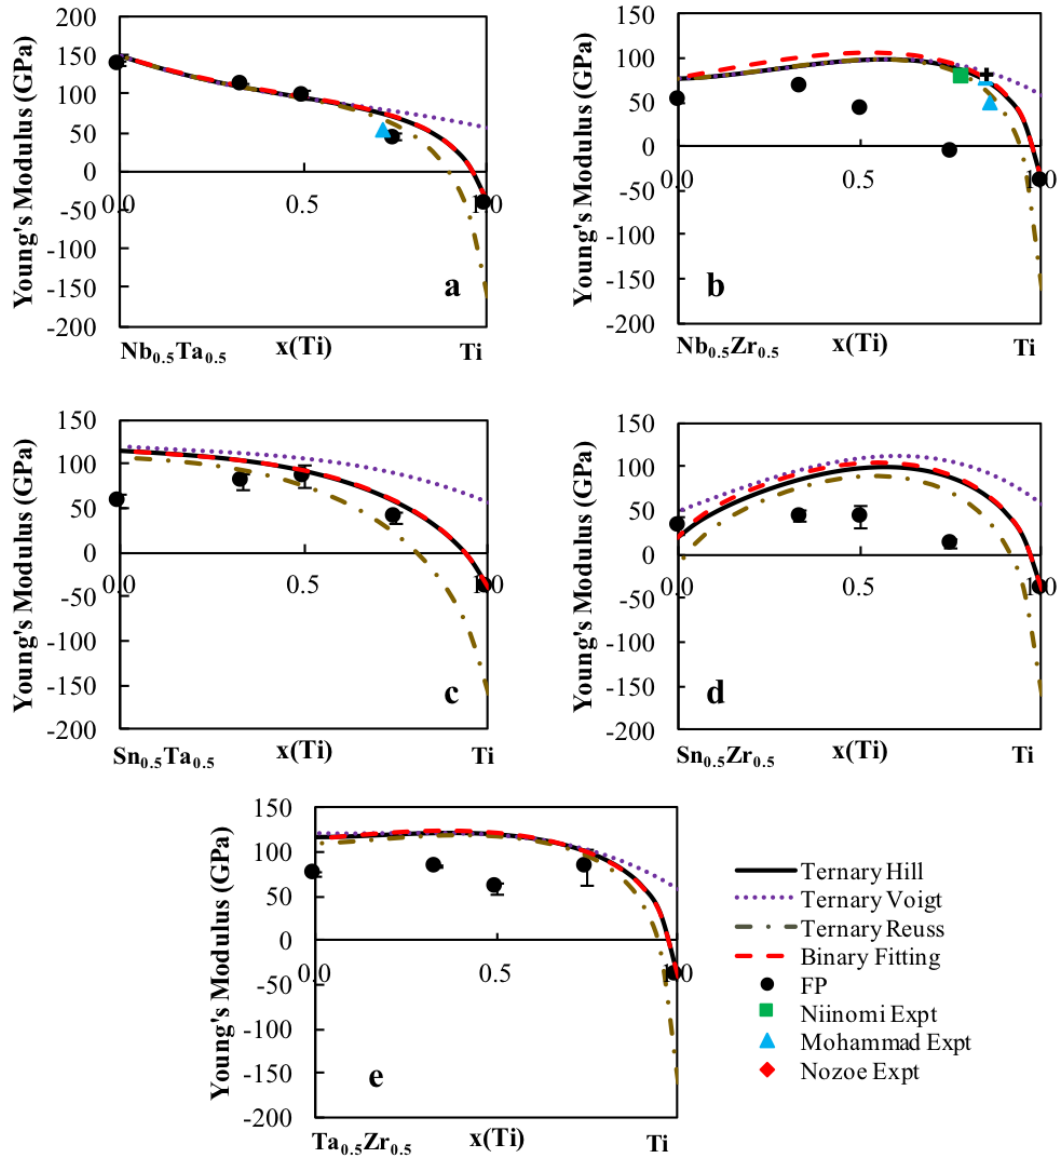 Young's Modulus (GPa)
200
150
100
50
0
-50
-100
-150
-200
0.0
0.5
1.0
a
Nb0.5Ta0.5
x(Ti)
Ti
Young's Modulus (GPa)
150
100
50
0
-50
-100
-150
-200
0.0
0.5
1.0
b
Nb0.5Zr0.5
x(Ti)
Ti
Young's Modulus (GPa)
150
100
50
0
-50
-100
-150
-200
0.0
0.5
1.0
c
Sn0.5Ta0.5
x(Ti)
Ti
Young's Modulus (GPa)
150
100
50
0
-50
-100
-150
-200
0.0
0.5
1.0
d
Sn0.5Zr0.5
x(Ti)
Ti
Young's Modulus (GPa)
150
100
50
0
-50
-100
-150
-200
0.0
0.5
1.0
e
Ta0.5Zr0.5
x(Ti)
Ti
Ternary Hill
Ternary Voigt
Ternary Reuss
Binary Fitting
FP
Niinomi Expt
Mohammad Expt
Nozoe Expt